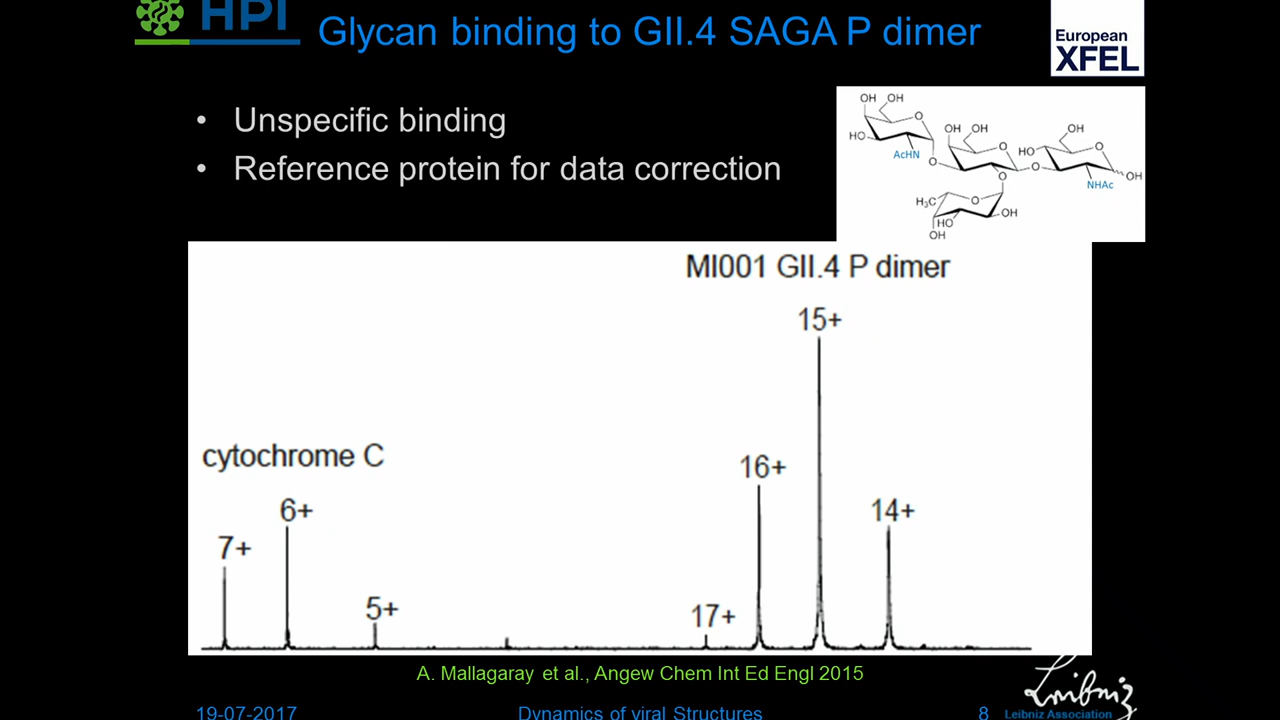 HPI
Glycan binding to GII.4 SAGA P dimer
European
XFEL
• Unspecific binding
• Reference protein for data correction
OH OH
HO
O
AcHN
O
OH OH
O
O
O
OH
HO
O
OH
NHAc
H₃C
O
HO
OH
OH
MI001 GII.4 P dimer
15+
cytochrome C
16+
6+
14+
7+
5+
17+
A. Mallagaray et al., Angew Chem Int Ed Engl 2015
19-07-2017
Dynamics of viral Structures
8
Leibniz
Leibniz Association